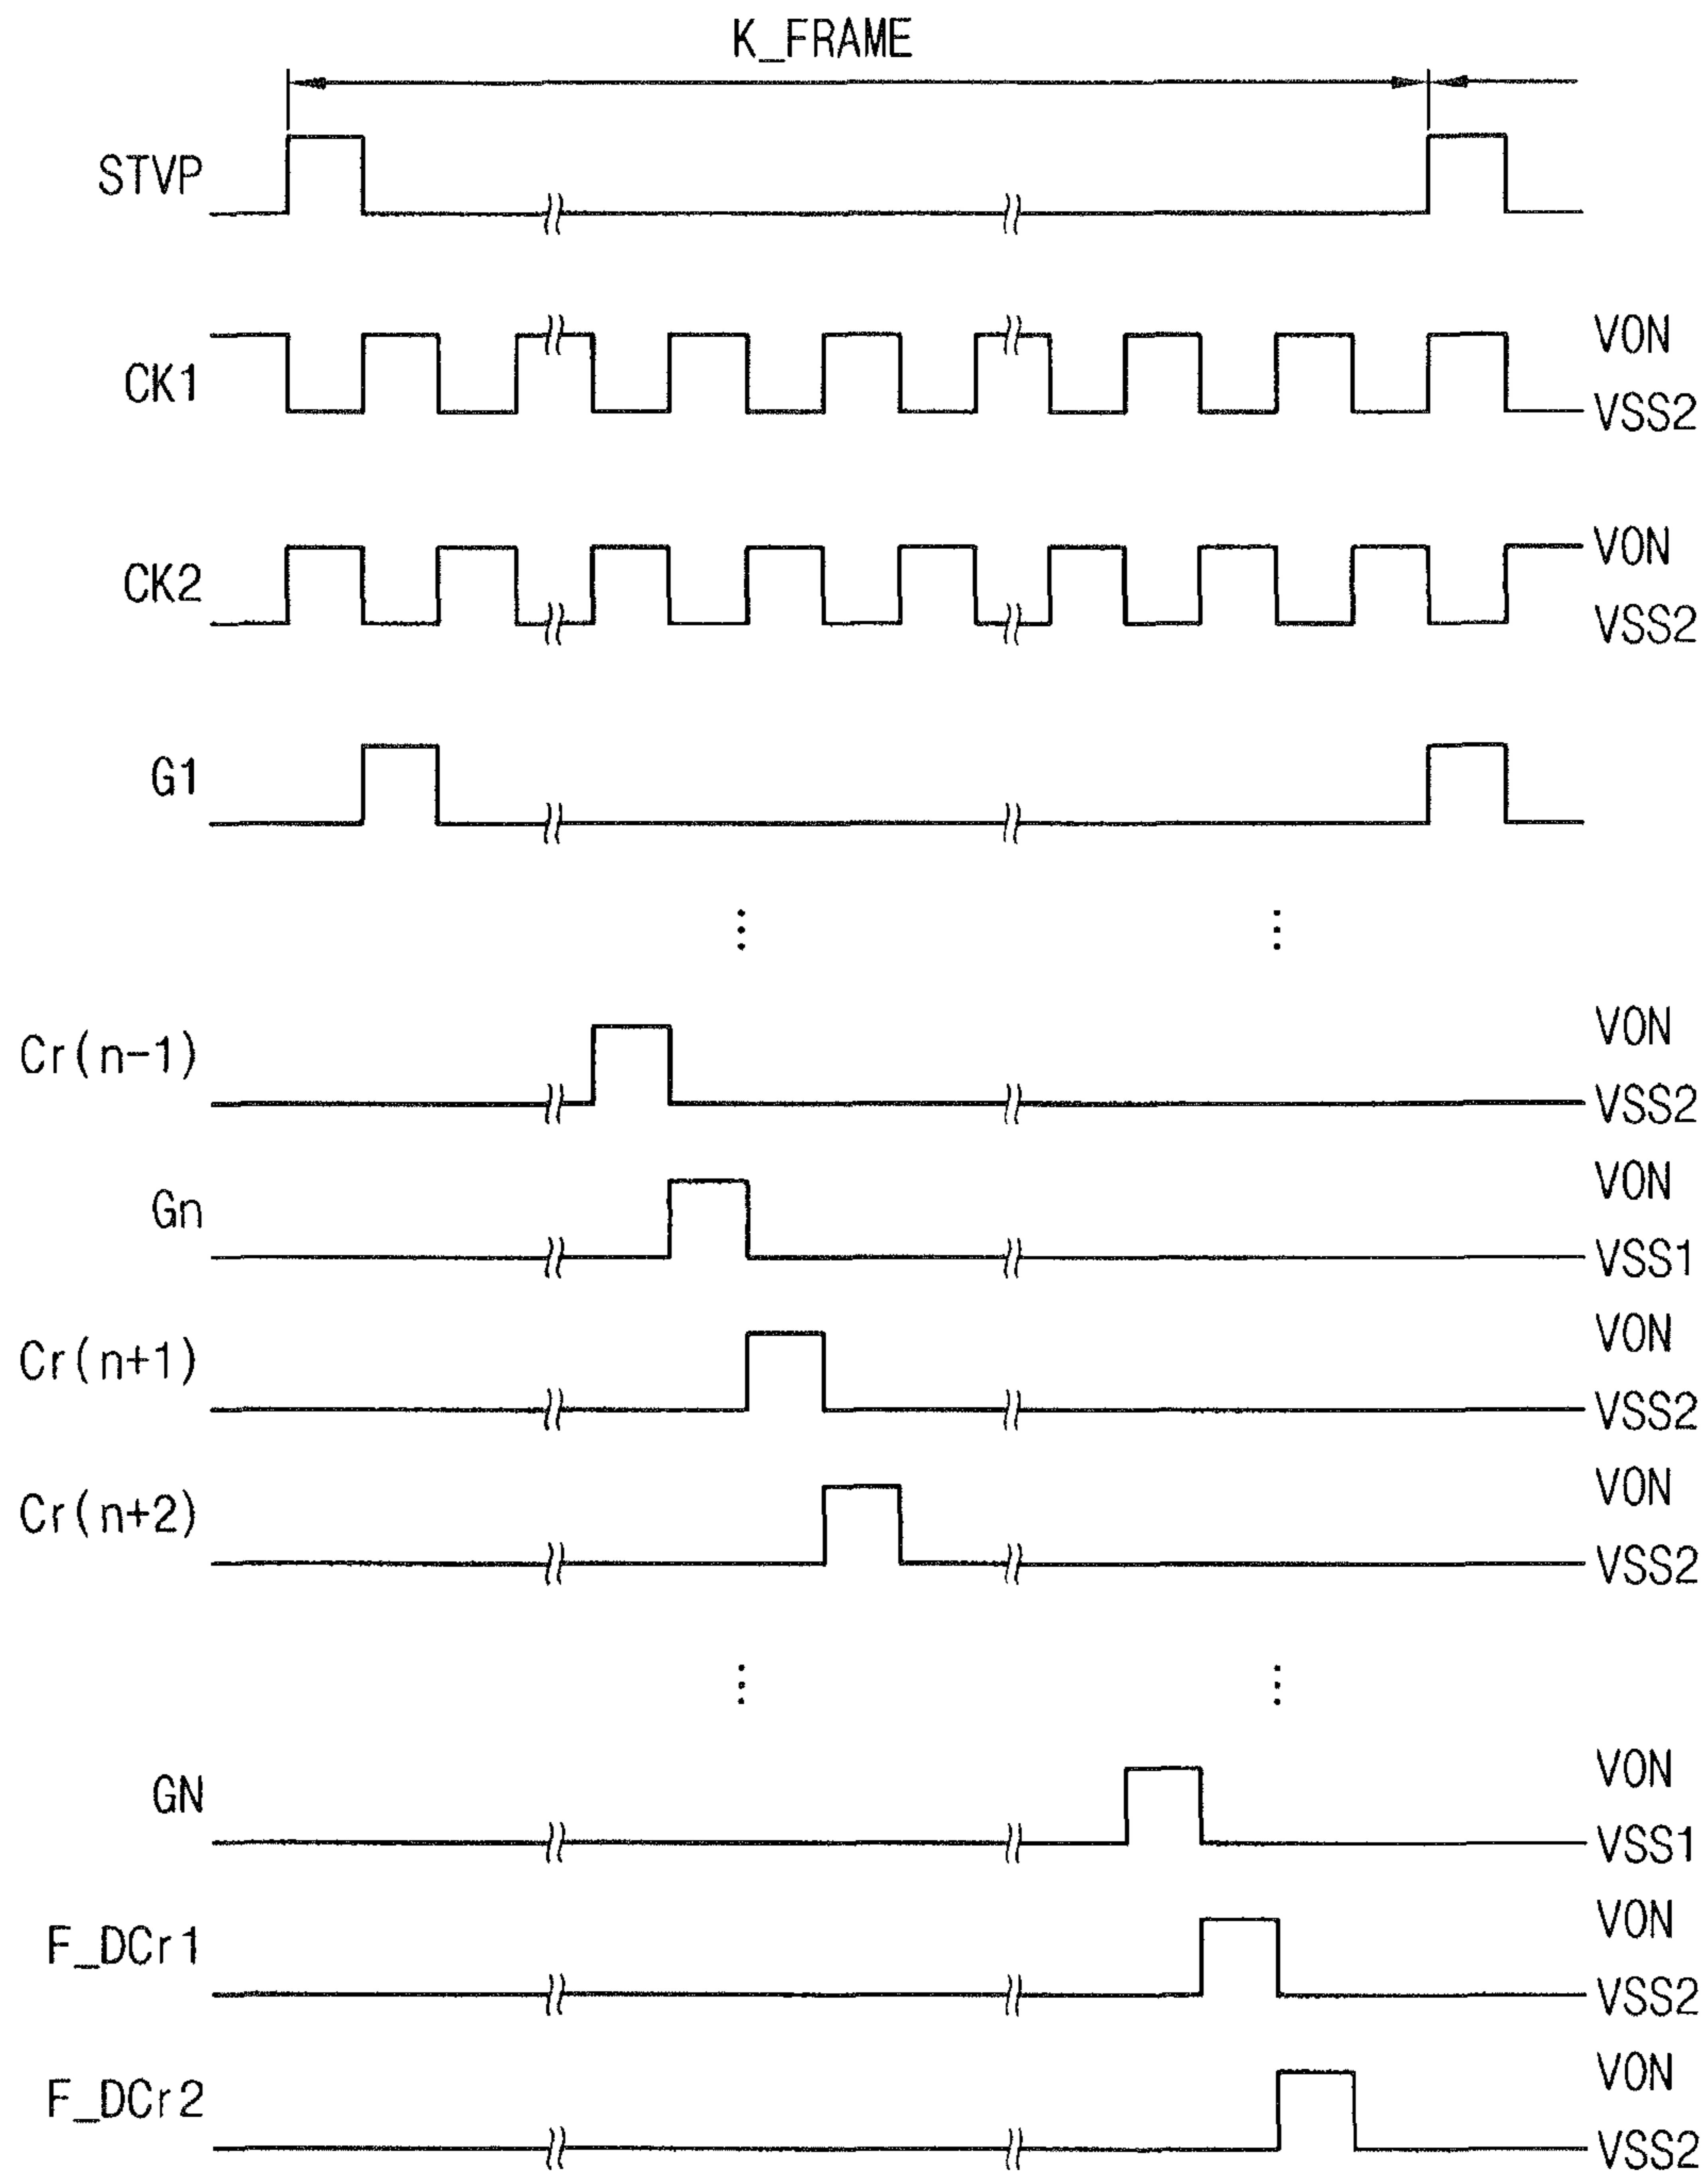 K_FRAME
STVP
CK1
VON
VSS2
CK2
VON
VSS2
G1
Cr(n-1)
VON
VSS2
Gn
VON
VSS1
Cr(n+1)
VON
VSS2
Cr(n+2)
VON
VSS2
GN
VON
VSS1
F_DCr1
VON
VSS2
F_DCr2
VON
VSS2